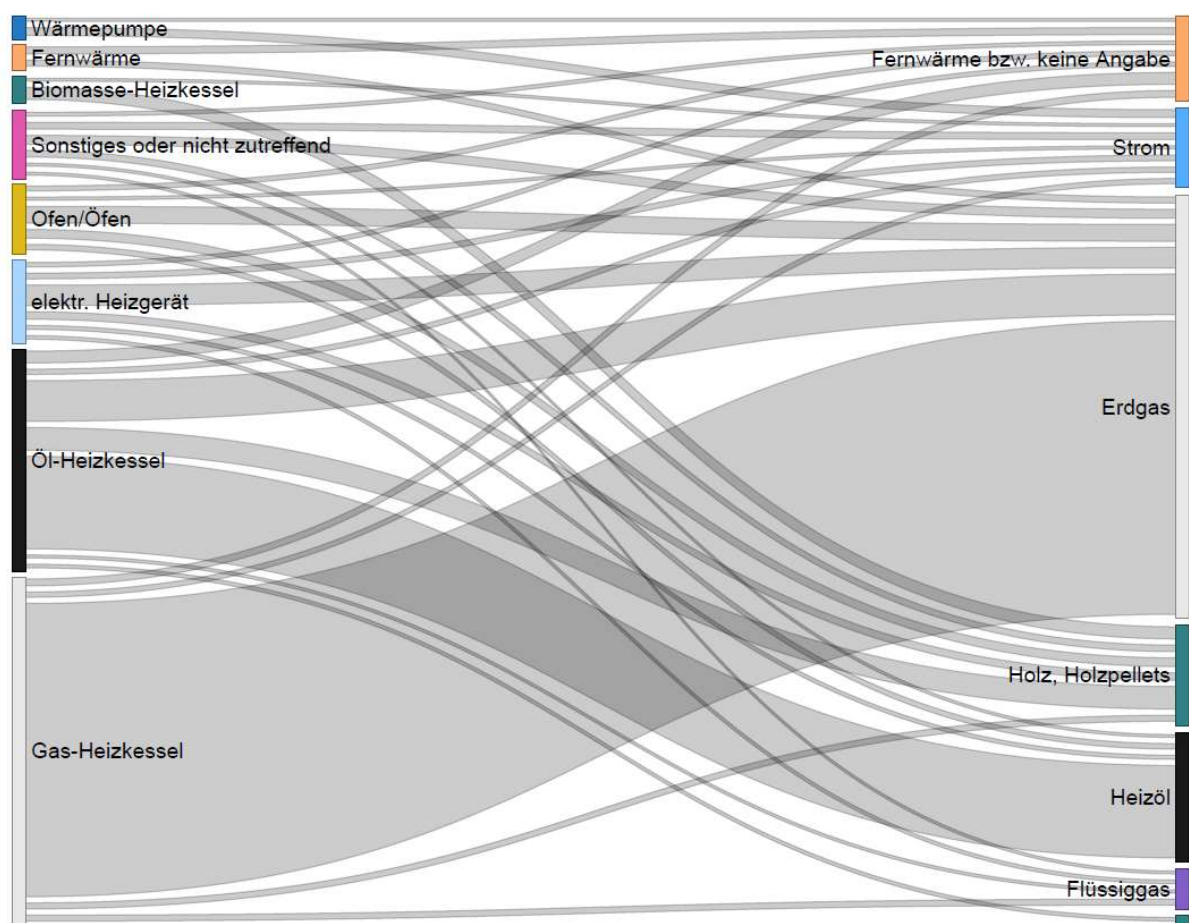 Wärmepumpe
Fernwärme
Biomasse-Heizkessel
Sonstiges oder nicht zutreffend
Ofen/Öfen
elektr. Heizgerät
Öl-Heizkessel
Gas-Heizkessel
Fernwärme bzw. keine Angabe
Strom
Erdgas
Holz, Holzpellets
Heizöl
Flüssiggas